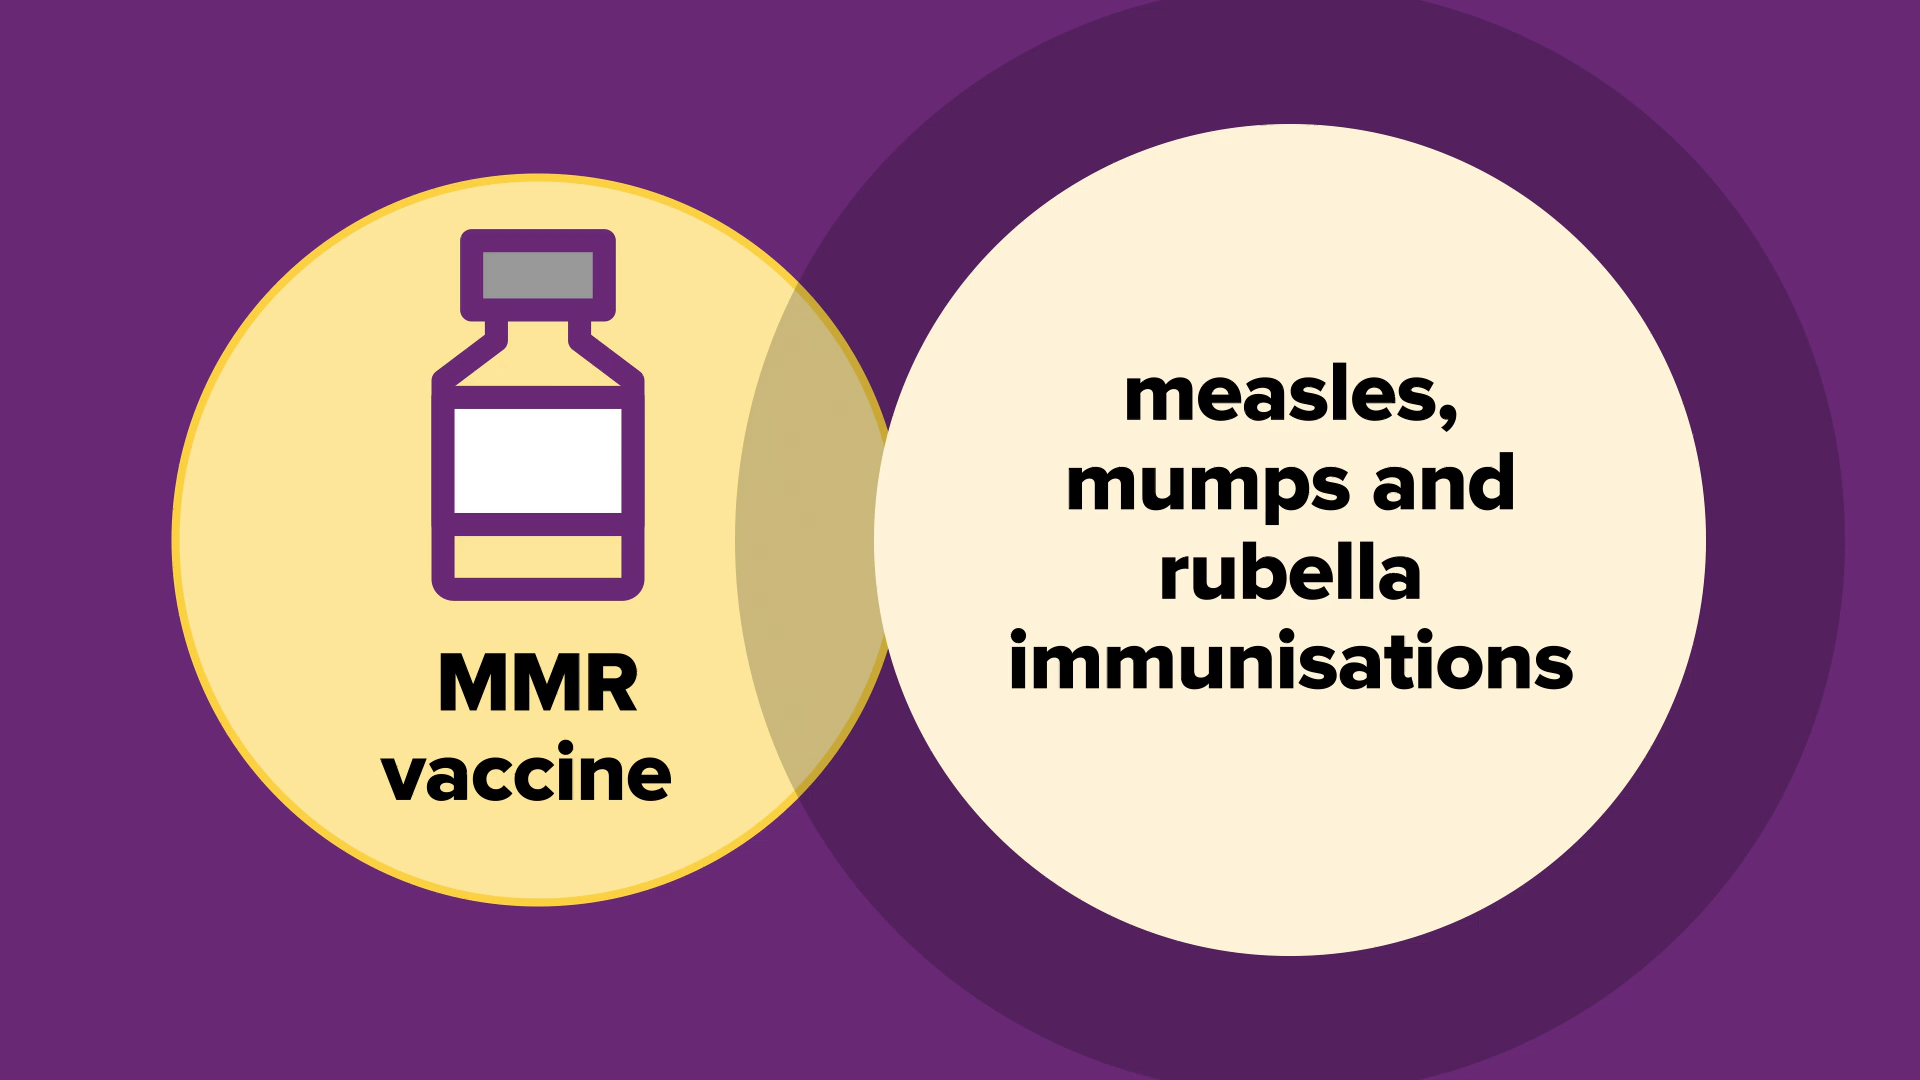 MMR
vaccine
measles,
mumps and
rubella
immunisations